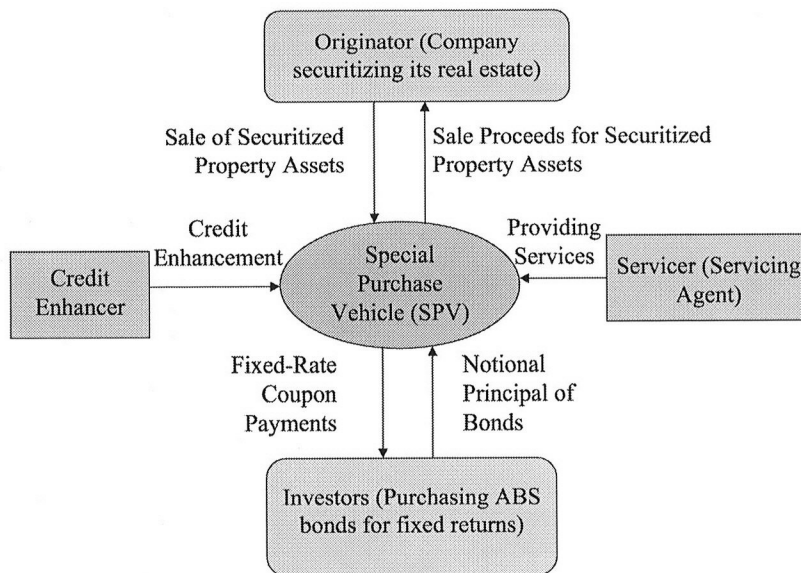 Originator (Company
securitizing its real estate)
Sale of Securitized
Property Assets
Sale Proceeds for Securitized
Property Assets
Credit
Enhancement
Providing
Services
Credit
Enhancer
Special
Purchase
Vehicle (SPV)
Servicer (Servicing
Agent)
Fixed-Rate
Coupon
Payments
Notional
Principal of
Bonds
Investors (Purchasing ABS
bonds for fixed returns)